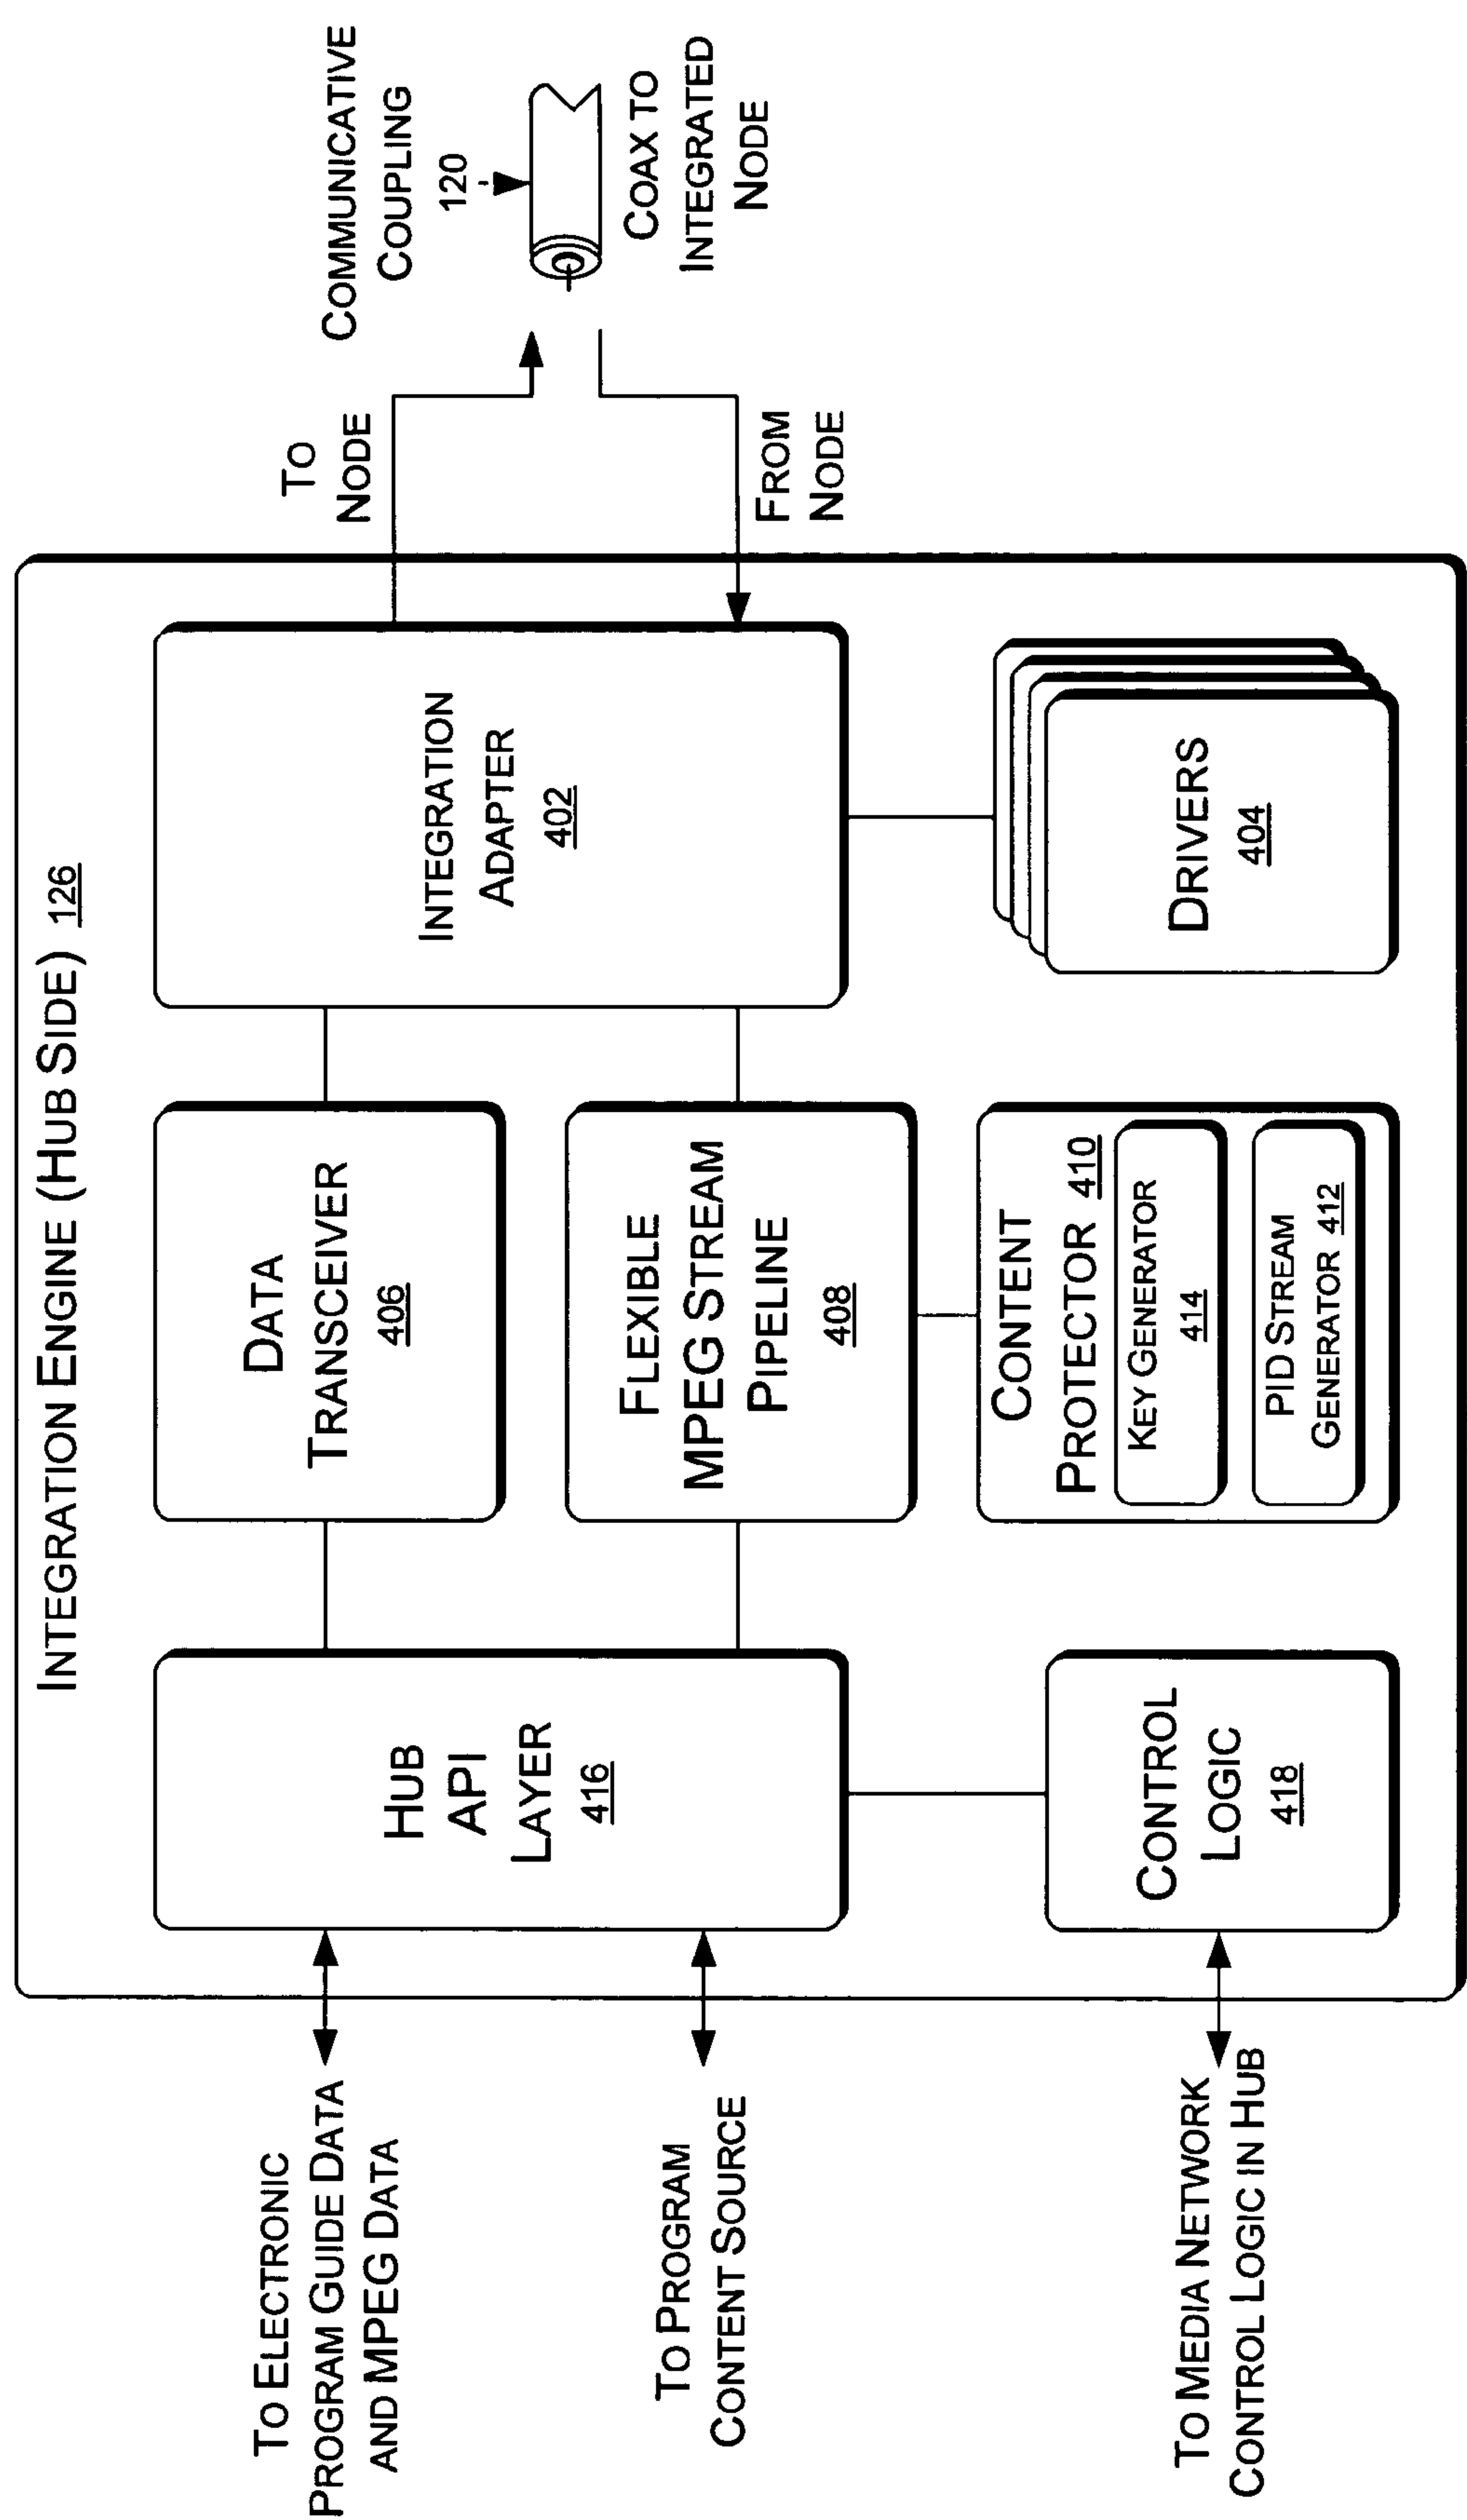 INTEGRATION ENGINE (HUB SIDE) 126
TO ELECTRONIC
PROGRAM GUIDE DATA
AND MPEG DATA
TO PROGRAM
CONTENT SOURCE
TO MEDIA NETWORK
CONTROL LOGIC IN HUB
HUB
API
LAYER
416
CONTROL
LOGIC
418
DATA
TRANSCEIVER
406
FLEXIBLE
MPEG STREAM
PIPELINE
408
CONTENT
PROTECTOR 410
KEY GENERATOR
414
PID STREAM
GENERATOR 412
INTEGRATION
ADAPTER
402
DRIVERS
404
TO
NODE
FROM
NODE
COMMUNICATIVE
COUPLING
120
COAX TO
INTEGRATED
NODE